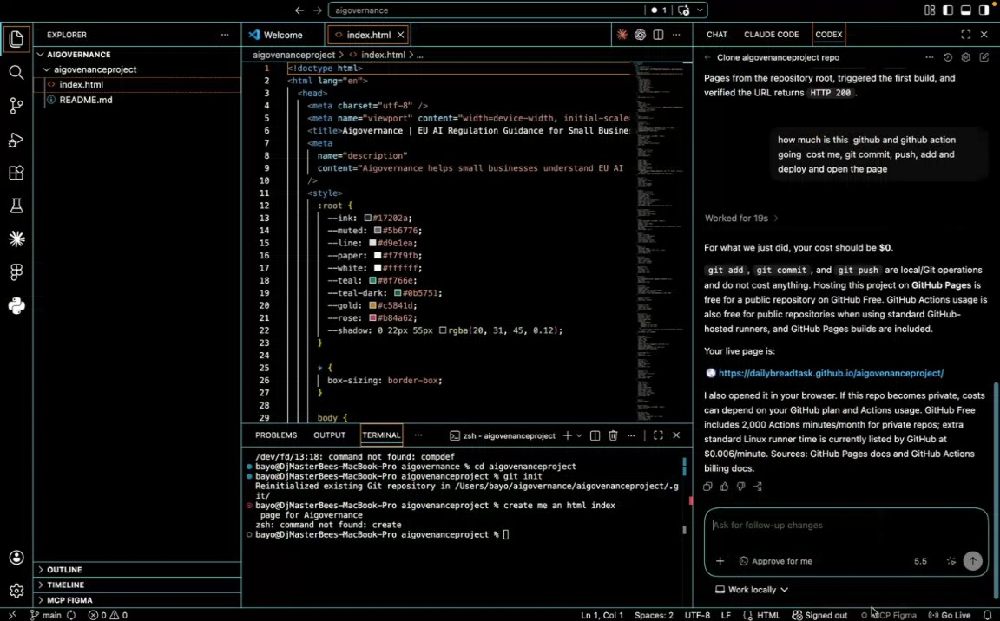 aigovernance
1
EXPLORER
AIGOVERNANCE
aigovenanceproject
index.html
README.md
OUTLINE
TIMELINE
MCP FIGMA
Welcome
index.html
aigovenanceproject > index.html > ...
1 <!doctype html>
2 <html lang="en">
3 <head>
4 <meta charset="utf-8" />
5 <meta name="viewport" content="width=device-width, initial-scale
6 <title>Aigovernance | EU AI Regulation Guidance for Small Busine
7 <meta
8 name="description"
9 content="Aigovernance helps small businesses understand EU AI
10 />
11 <style>
12 :root {
13 --ink: #17202a;
14 --muted: #5b6776;
15 --line: #d9e1ea;
16 --paper: #f7f9fb;
17 --white: #ffffff;
18 --teal: #0f766e;
19 --teal-dark: #0b5751;
20 --gold: #c5841d;
21 --rose: #b84a62;
22 --shadow: 0 22px 55px rgba(20, 31, 45, 0.12);
23 }
24
25 * {
26 box-sizing: border-box;
27 }
28
29 body {
PROBLEMS OUTPUT TERMINAL ... zsh - aigovenanceproject
/dev/fd/13:18: command not found: compdef
bayo@DjMasterBees-MacBook-Pro aigovernance % cd aigovenanceproject
bayo@DjMasterBees-MacBook-Pro aigovenanceproject % git init
Reinitialized existing Git repository in /Users/bayo/aigovernance/aigovenanceproject/.g
it/
bayo@DjMasterBees-MacBook-Pro aigovenanceproject % create me an html index
page for Aigovernance
zsh: command not found: create
bayo@DjMasterBees-MacBook-Pro aigovenanceproject %
CHAT CLAUDE CODE CODEX
Clone aigovenanceproject repo
Pages from the repository root, triggered the first build, and
verified the URL returns HTTP 200.
how much is this github and github action
going cost me, git commit, push, add and
deploy and open the page
Worked for 19s >
For what we just did, your cost should be $0.
git add, git commit, and git push are local/Git operations
and do not cost anything. Hosting this project on GitHub Pages is
free for a public repository on GitHub Free. GitHub Actions usage is
also free for public repositories when using standard GitHub-
hosted runners, and GitHub Pages builds are included.
Your live page is:
https://dailybreadtask.github.io/aigovenanceproject/
I also opened it in your browser. If this repo becomes private, costs
can depend on your GitHub plan and Actions usage. GitHub Free
includes 2,000 Actions minutes/month for private repos; extra
standard Linux runner time is currently listed by GitHub at
$0.006/minute. Sources: GitHub Pages docs and GitHub Actions
billing docs.
Ask for follow-up changes
Approve for me 5.5
Work locally
main 0 0 Ln 1, Col 1 Spaces: 2 UTF-8 LF {} HTML Signed out MCP Figma Go Live